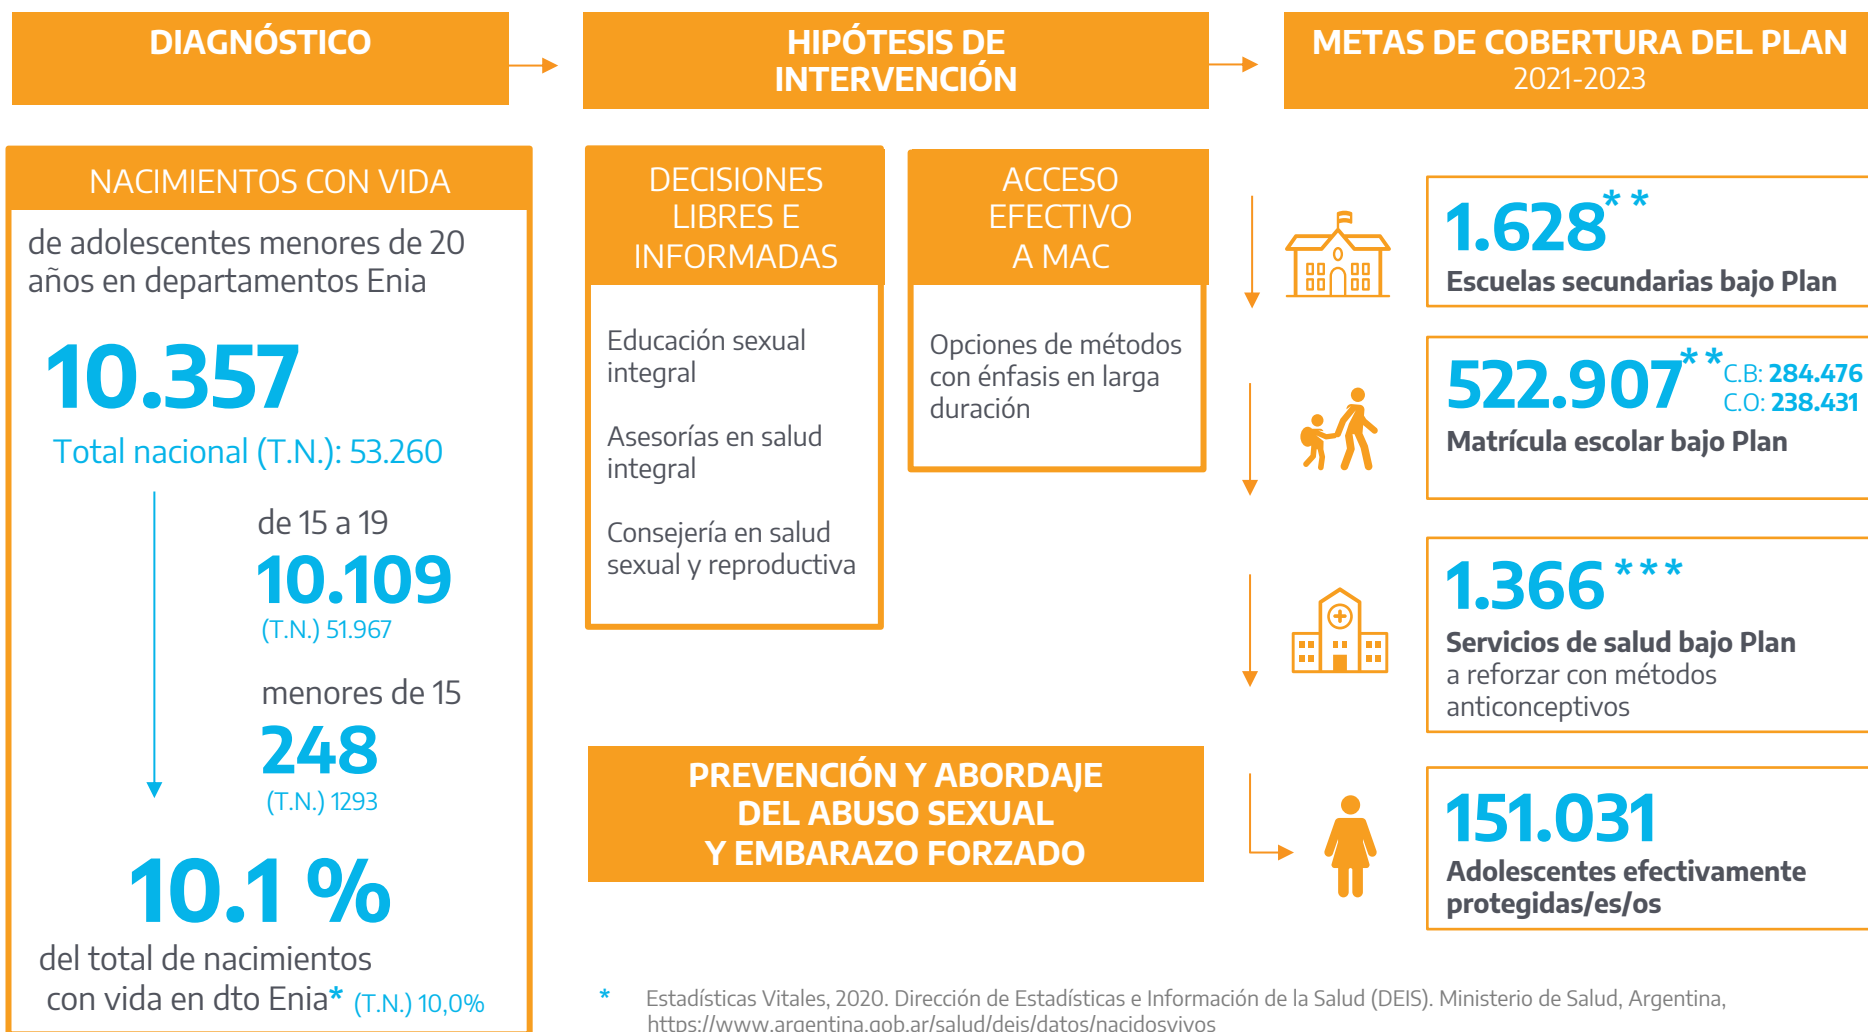 DIAGNÓSTICO
HIPÓTESIS DE
INTERVENCIÓN
METAS DE COBERTURA DEL PLAN
2021-2023
NACIMIENTOS CON VIDA
de adolescentes menores de 20
años en departamentos Enia
10.357
Total nacional (T.N.): 53.260
de 15 a 19
10.109
(T.N.) 51.967
menores de 15
248
(T.N.) 1293
10.1 %
del total de nacimientos
con vida en dto Enia* (T.N.) 10,0%
DECISIONES
LIBRES E
INFORMADAS
Educación sexual
integral
Asesorías en salud
integral
Consejería en salud
sexual y reproductiva
ACCESO
EFECTIVO
A MAC
Opciones de métodos
con énfasis en larga
duración
PREVENCIÓN Y ABORDAJE
DEL ABUSO SEXUAL
Y EMBARAZO FORZADO
1.628**
Escuelas secundarias bajo Plan
522.907** C.B: 284.476
C.O: 238.431
Matrícula escolar bajo Plan
1.366 ***
Servicios de salud bajo Plan
a reforzar con métodos
anticonceptivos
151.031
Adolescentes efectivamente
protegidas/es/os
* Estadísticas Vitales, 2020. Dirección de Estadísticas e Información de la Salud (DEIS). Ministerio de Salud, Argentina,
https://www.argentina.gob.ar/salud/deis/datos/nacidosvivos